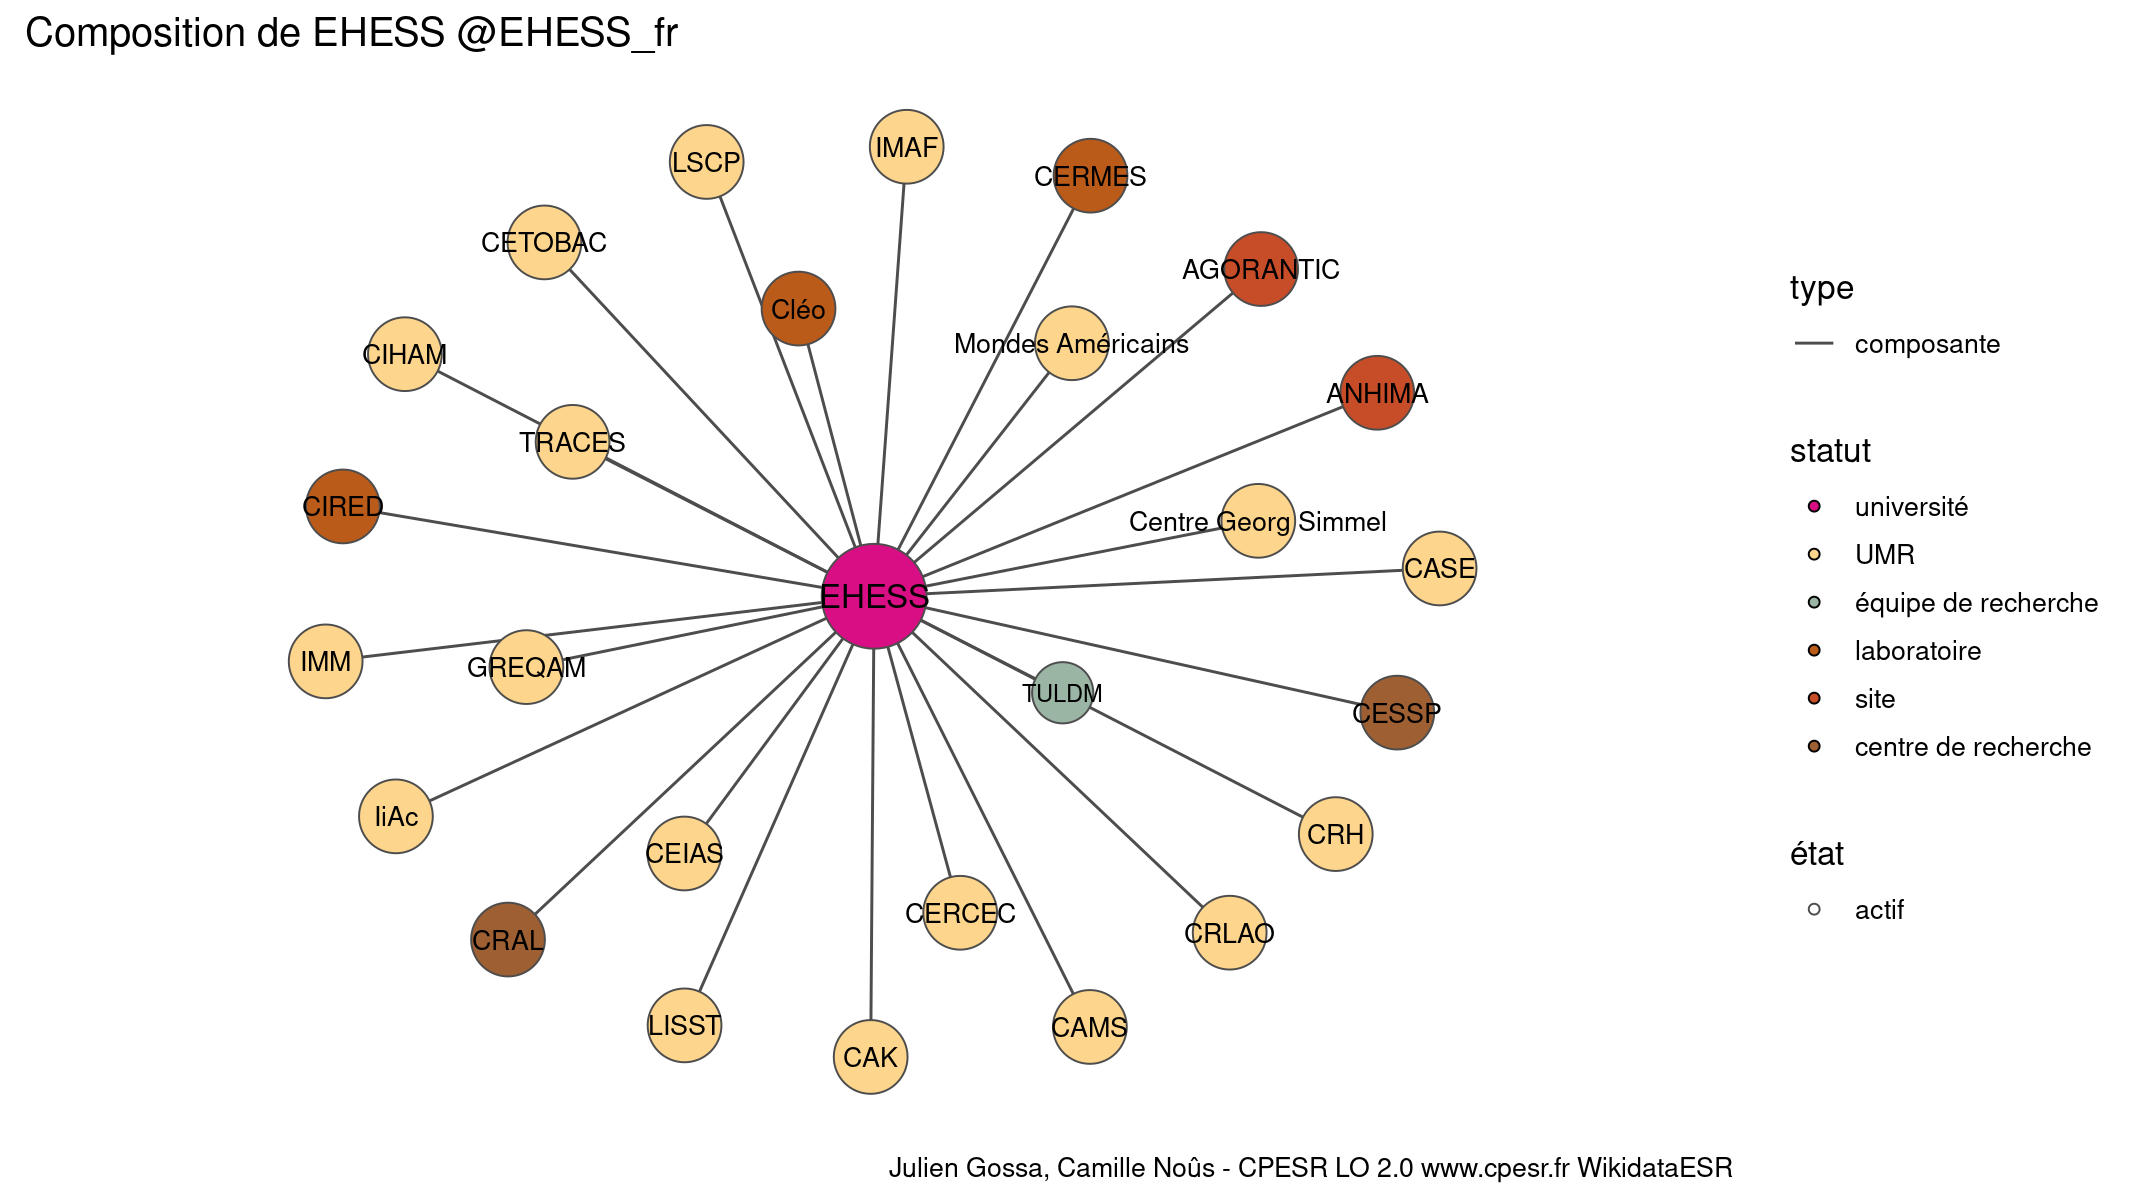 Composition de EHESS @EHESS_fr
IMAF
LSCP
CERMES
CETOBAC
AGORANTIC
Cléo
Mondes Américains
CIHAM
ANHIMA
TRACES
CIRED
Centre Georg Simmel
CASE
EHESS
IMM
GREQAM
TULDM
CESSP
IiAc
CRH
CEIAS
CERCEC
CRLAO
CRAL
LISST
CAMS
CAK
type
composante
statut
université
UMR
équipe de recherche
laboratoire
site
centre de recherche
état
actif
Julien Gossa, Camille Noûs - CPESR LO 2.0 www.cpesr.fr WikidataESR